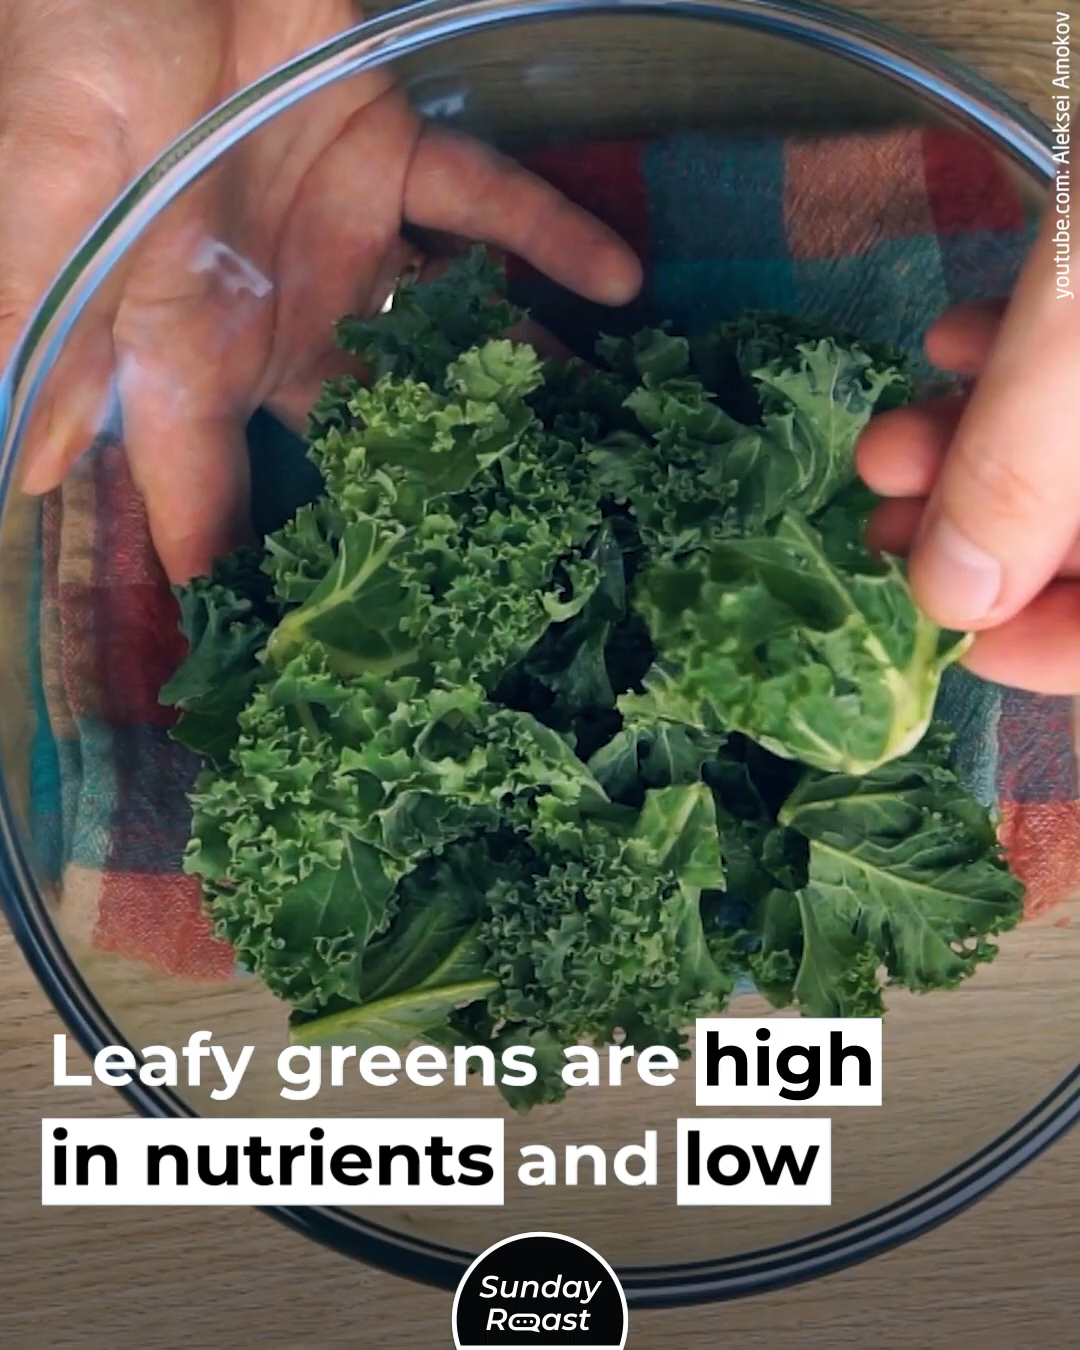 youtube.com: Aleksei Amokov
Leafy greens are high
in nutrients and low
Sunday
Roast